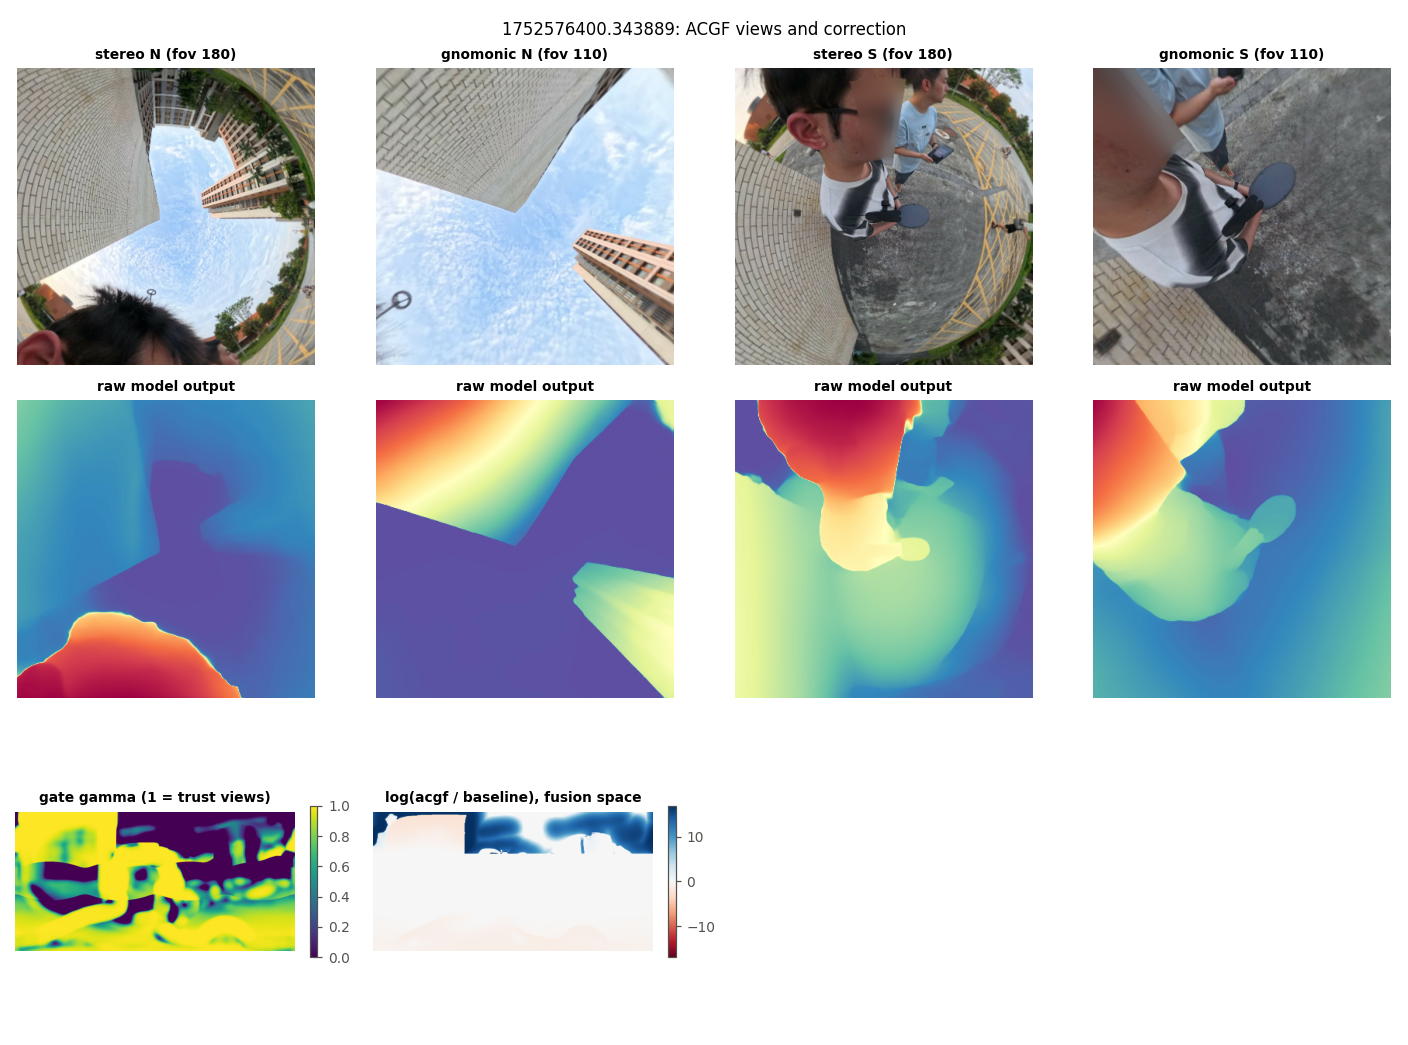 1752576400.343889: ACGF views and correction
stereo N (fov 180)
gnomonic N (fov 110)
stereo S (fov 180)
gnomonic S (fov 110)
raw model output
raw model output
raw model output
raw model output
gate gamma (1 = trust views)
log(acgf / baseline), fusion space
1.0
0.8
0.6
0.4
0.2
0.0
10
0
−10